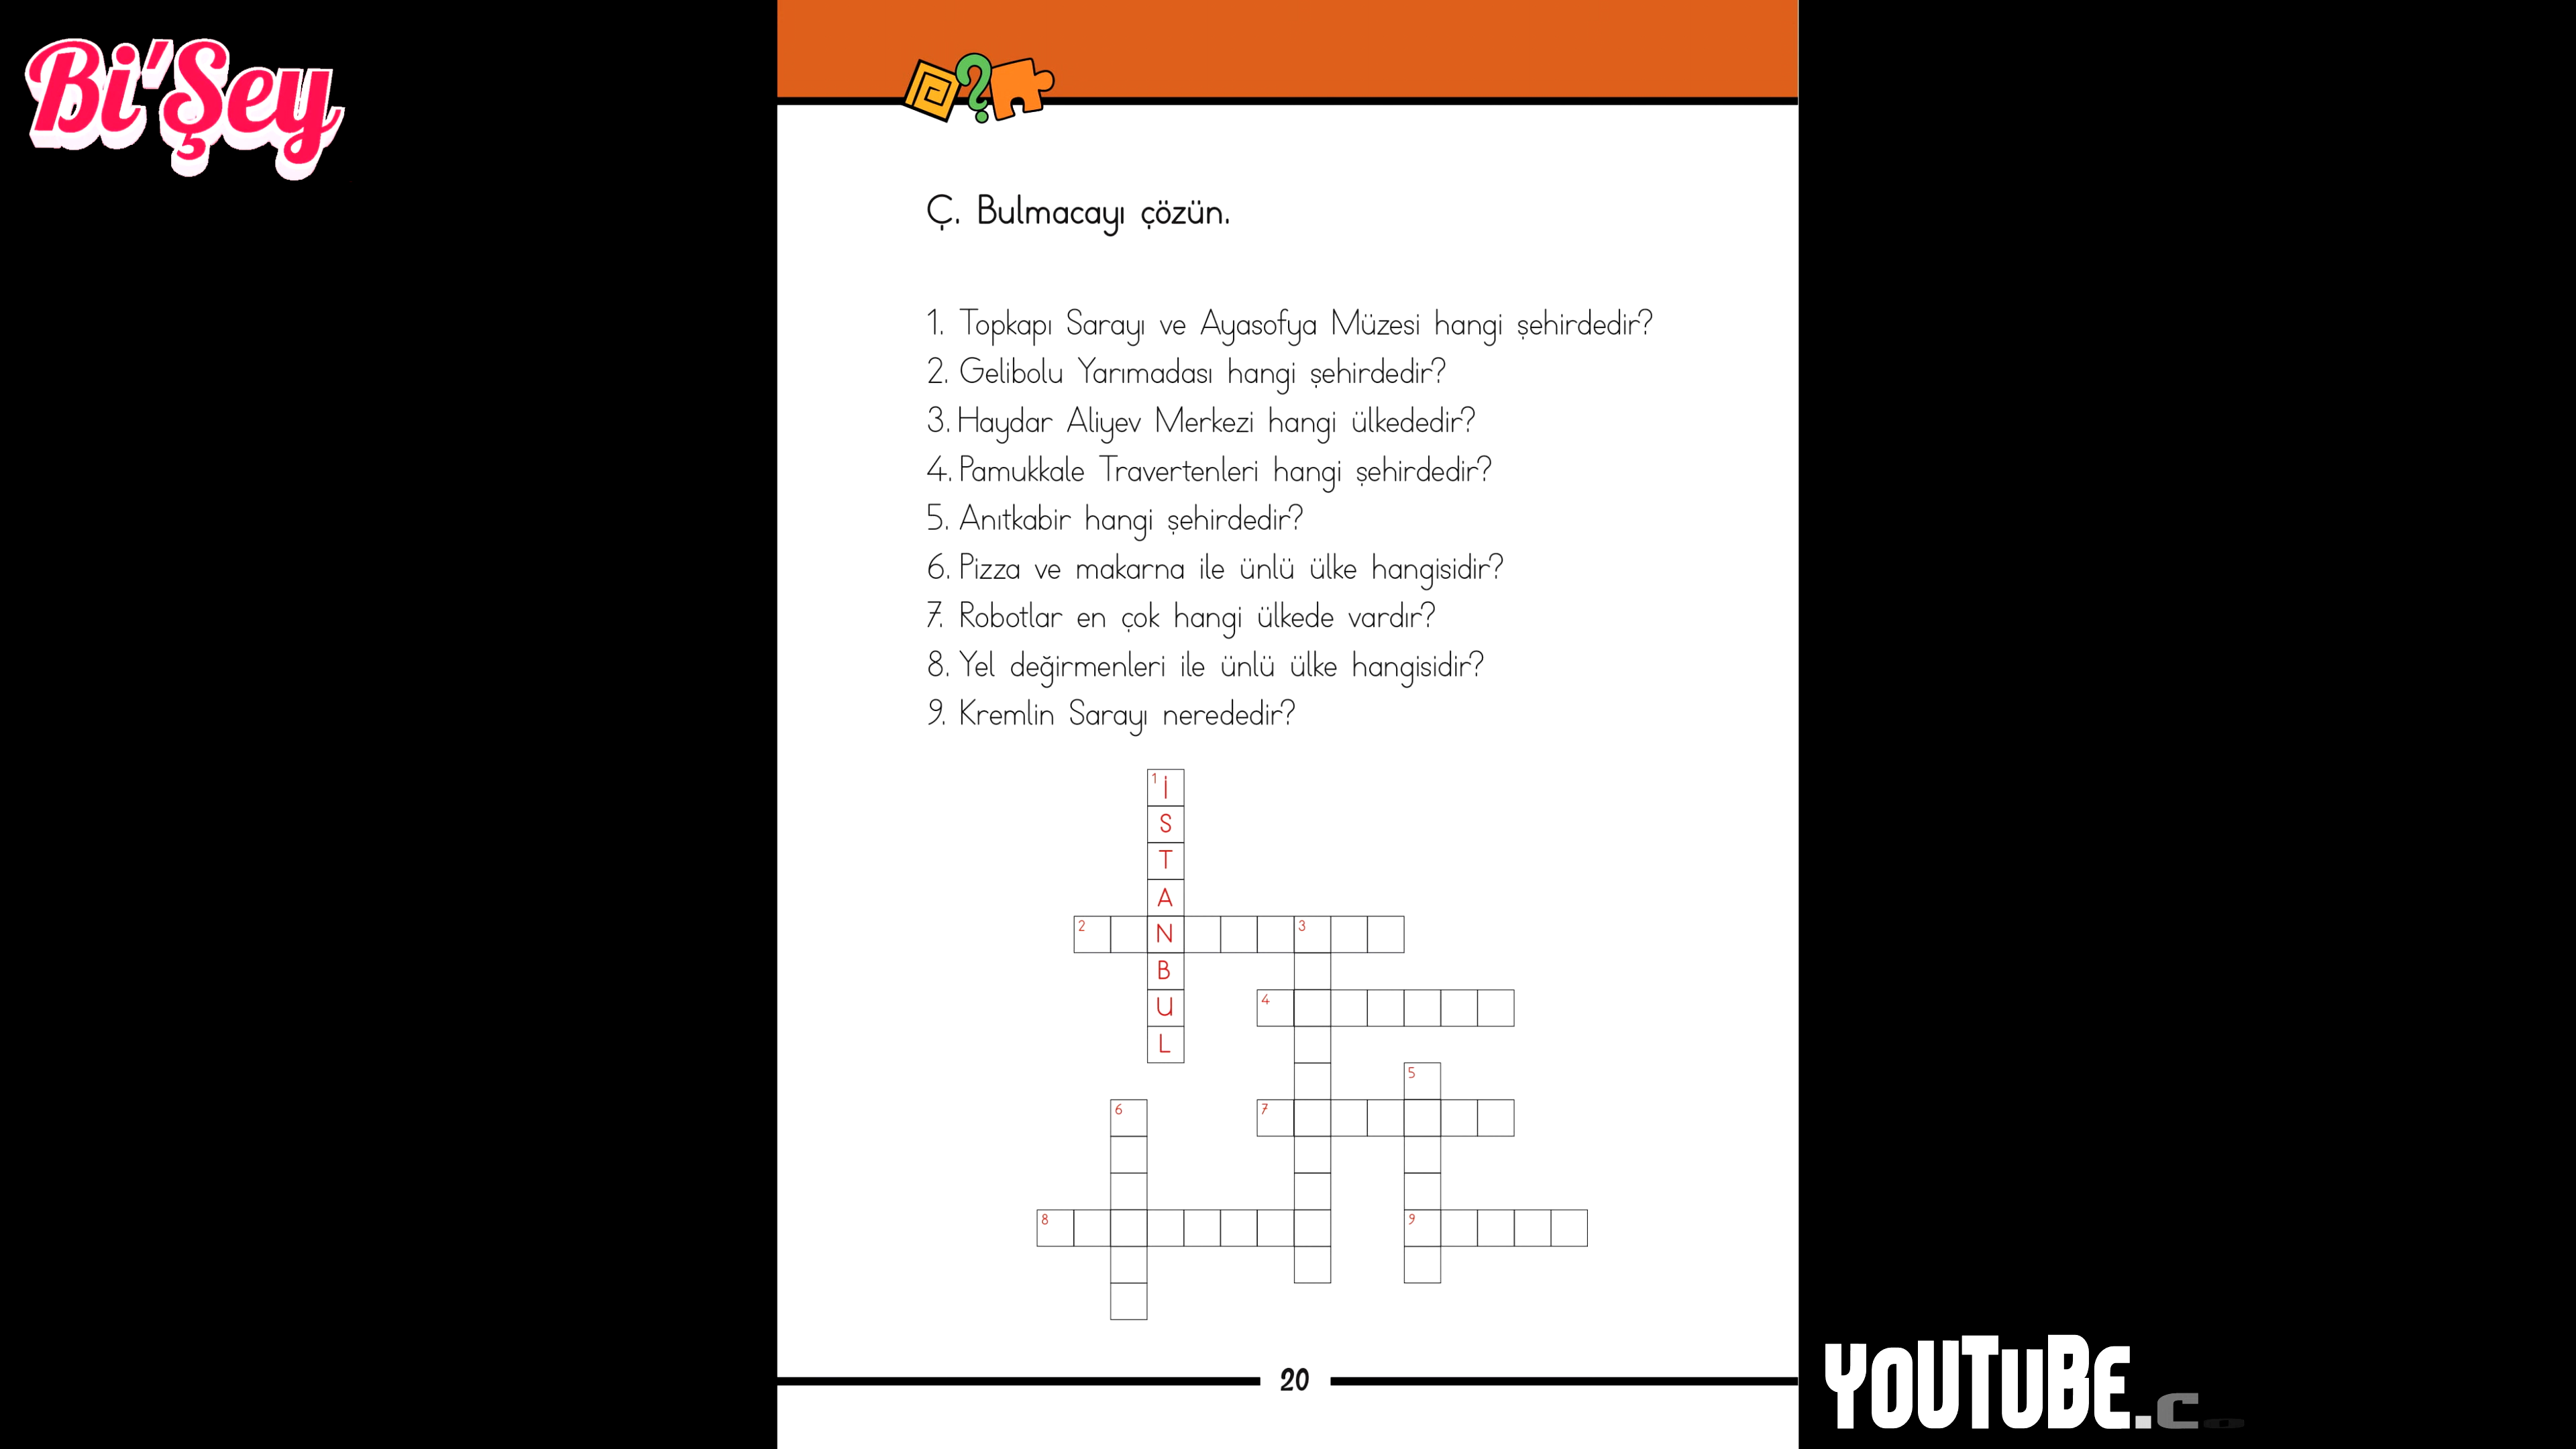 Bi'Şey
Ç. Bulmacayı çözün.
1. Topkapı Sarayı ve Ayasofya Müzesi hangi şehirdedir?
2. Gelibolu Yarımadası hangi şehirdedir?
3. Haydar Aliyev Merkezi hangi ülkededir?
4. Pamukkale Travertenleri hangi şehirdedir?
5. Anıtkabir hangi şehirdedir?
6. Pizza ve makarna ile ünlü ülke hangisidir?
7. Robotlar en çok hangi ülkede vardır?
8. Yel değirmenleri ile ünlü ülke hangisidir?
9. Kremlin Sarayı nerededir?
1 İ
S
T
A
2 N 3
B
4 U
L
5
6 7
8 9
20
YOUTUBE.co